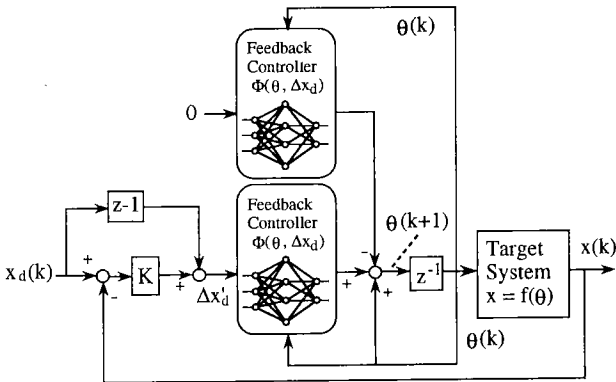 θ(k)
Feedback
Controller
Φ(θ, Δx_d)
0
Feedback
Controller
Φ(θ, Δx_d)
z-1
θ(k+1)
-
x_d(k)
+
-
K
+
Δx'_d
+
+
z⁻¹
Target
System
x = f(θ)
x(k)
θ(k)